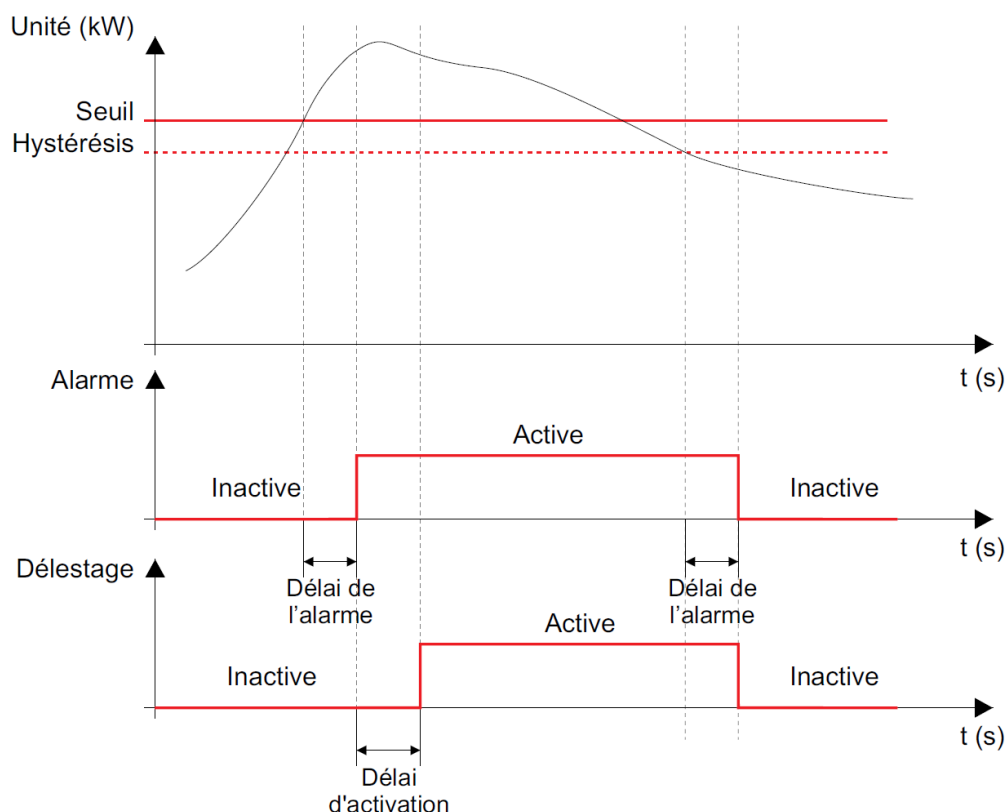 Unité (kW)
Seuil
Hystérésis
t (s)
Alarme
Active
Inactive
Inactive
t (s)
Délestage
Délai de
l'alarme
Délai de
l'alarme
Active
Inactive
Inactive
t (s)
Délai
d'activation